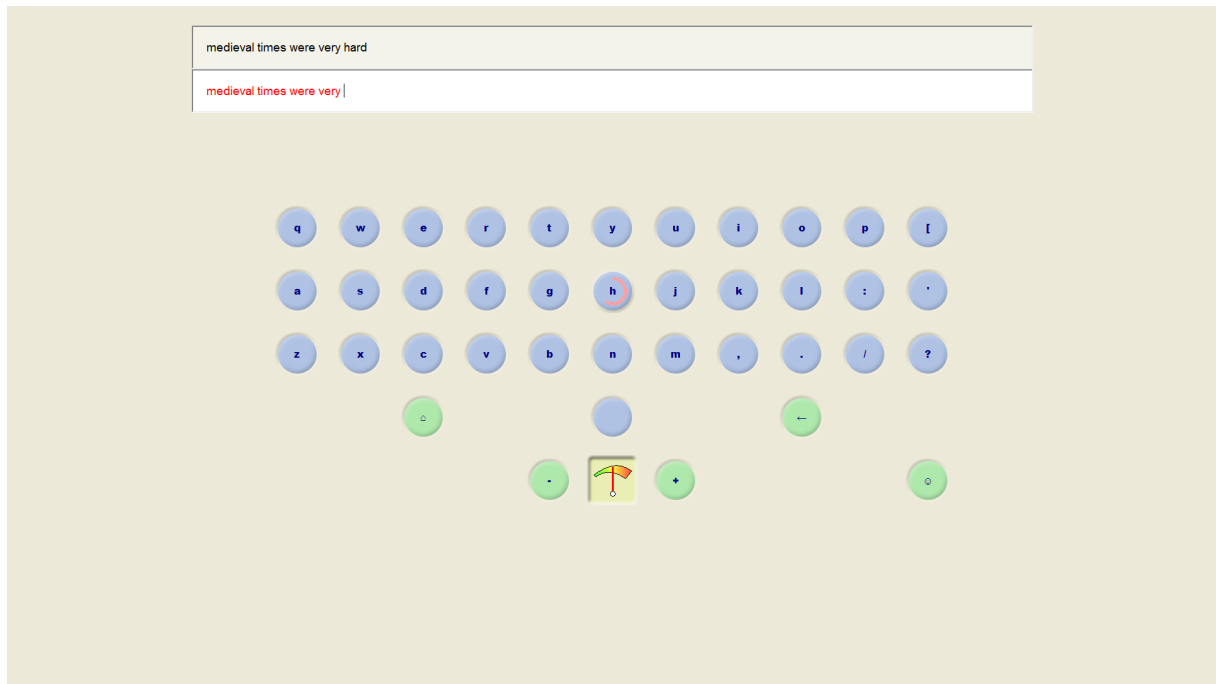 medieval times were very hard
medieval times were very
q w e r t y u i o p [
a s d f g h j k l : '
z x c v b n m , . / ?
⌂ ←
- + ☺